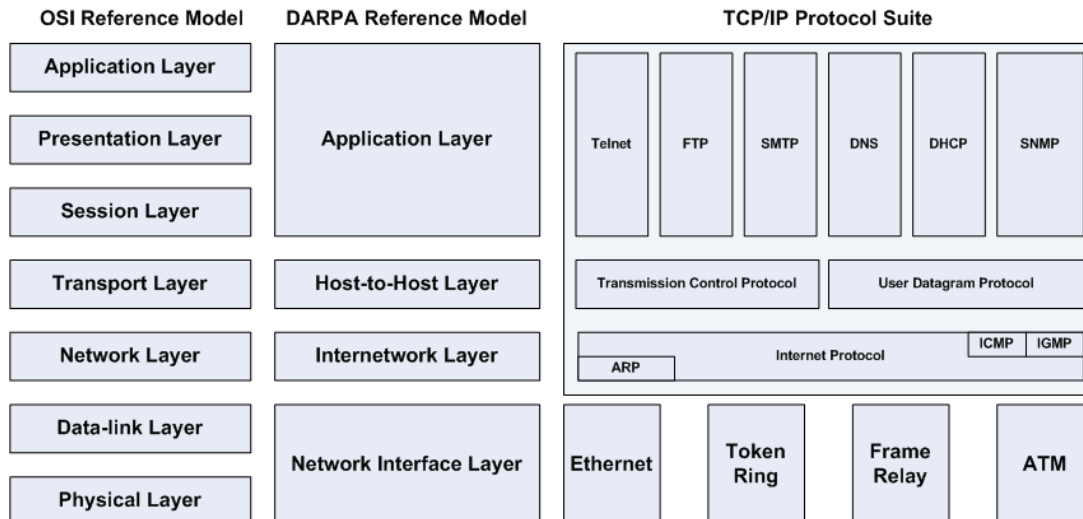 OSI Reference Model
DARPA Reference Model
TCP/IP Protocol Suite
Application Layer
Presentation Layer
Session Layer
Transport Layer
Network Layer
Data-link Layer
Physical Layer
Application Layer
Host-to-Host Layer
Internetwork Layer
Network Interface Layer
Telnet
FTP
SMTP
DNS
DHCP
SNMP
Transmission Control Protocol
User Datagram Protocol
Internet Protocol
ICMP
IGMP
ARP
Ethernet
Token
Ring
Frame
Relay
ATM